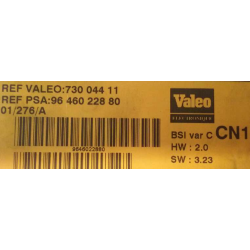 REF VALEO:730 044 11
REF PSA:96 460 228 80
01/276/A
Valeo
ELECTRONIQUE
BSI var C CN1
9646022880
HW : 2.0
SW : 3.23